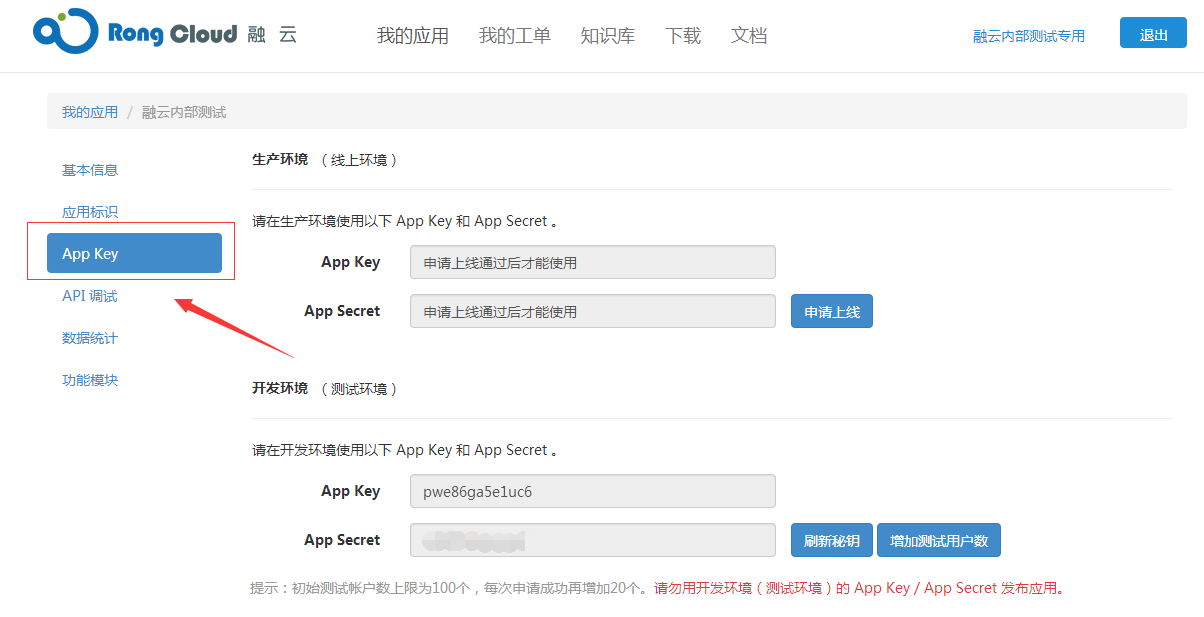 Rong Cloud 融 云
我的应用 我的工单 知识库 下载 文档 融云内部测试专用 退出
我的应用 / 融云内部测试
基本信息
应用标识
App Key
API 调试
数据统计
功能模块
生产环境 （ 线上环境 ）
请在生产环境使用以下 App Key 和 App Secret 。
App Key 申请上线通过后才能使用
App Secret 申请上线通过后才能使用 申请上线
开发环境 （ 测试环境 ）
请在开发环境使用以下 App Key 和 App Secret 。
App Key pwe86ga5e1uc6
App Secret 刷新秘钥 增加测试用户数
提示：初始测试帐户数上限为100个，每次申请成功再增加20个。请勿用开发环境（测试环境）的 App Key / App Secret 发布应用。